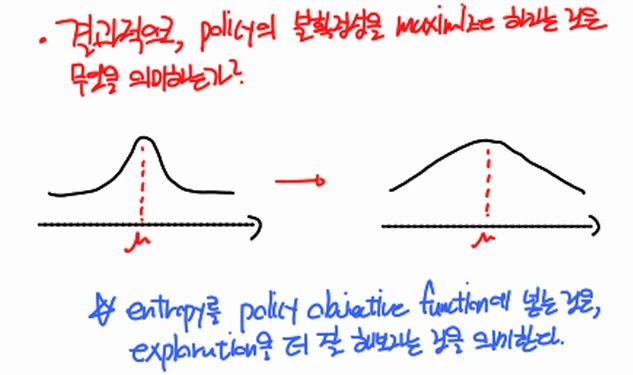 • 결과적으로, policy의 불확정성을 maximize 하라는 것은
무엇을 의미하는가?
μ
μ
☆ entropy를 policy objective function에 넣는 것은,
exploration을 더 잘 해보라는 것을 의미한다.